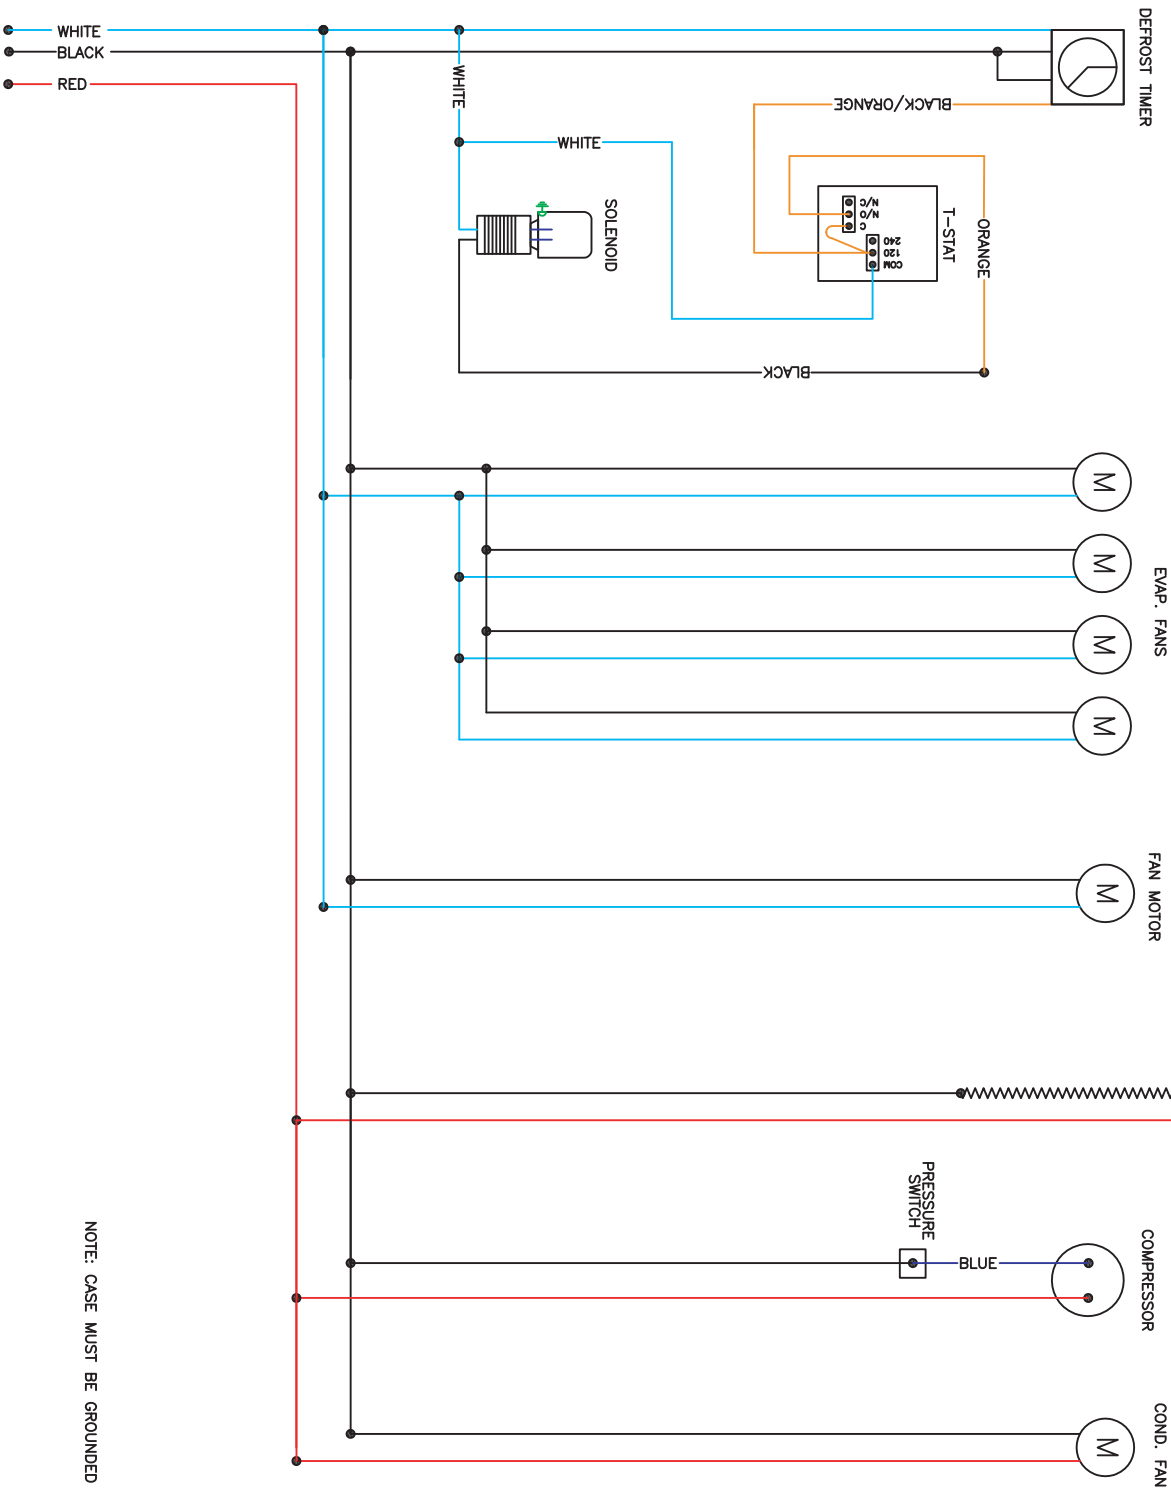 WHITE
BLACK
RED
DEFROST TIMER
WHITE
BLACK/ORANGE
WHITE
SOLENOID
N/C
N/O
C
240
120
COM
T-STAT
ORANGE
BLACK
M
M
M
M
EVAP. FANS
M
FAN MOTOR
PRESSURE
SWITCH
BLUE
COMPRESSOR
M
COND. FAN
NOTE: CASE MUST BE GROUNDED